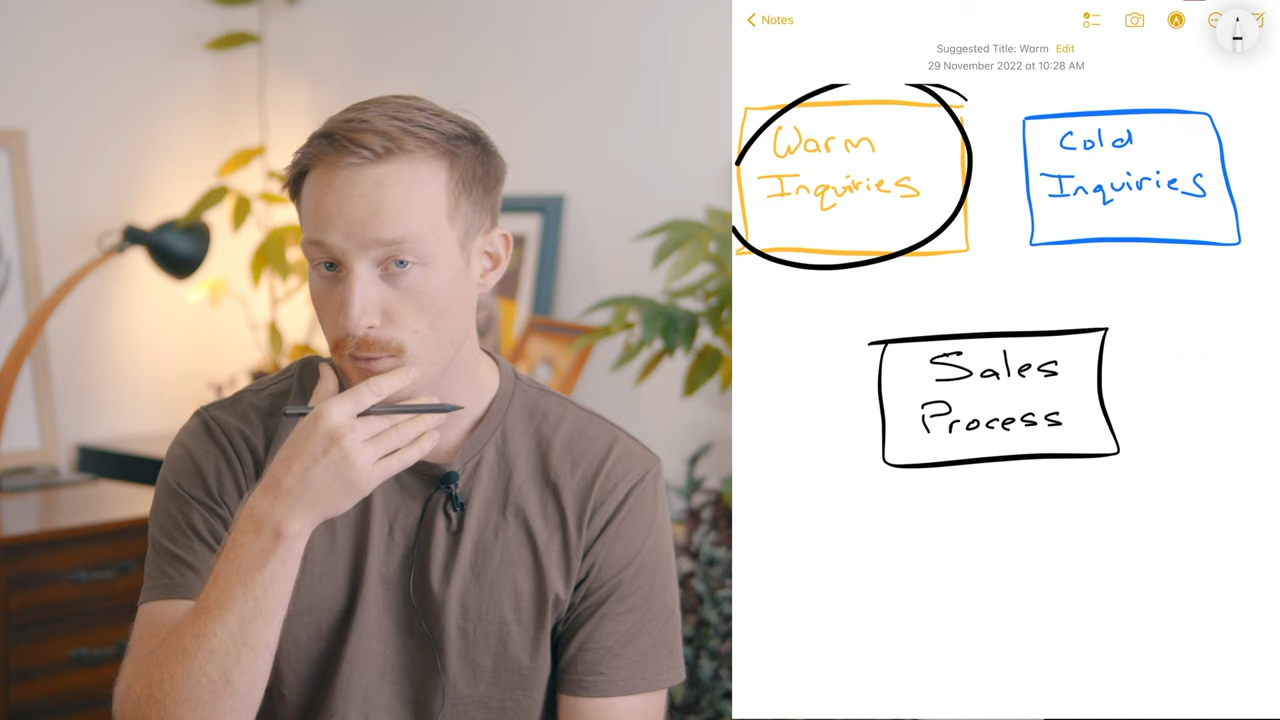 Notes
Suggested Title: Warm Edit
29 November 2022 at 10:28 AM
Warm
Inquiries
Cold
Inquiries
Sales
Process